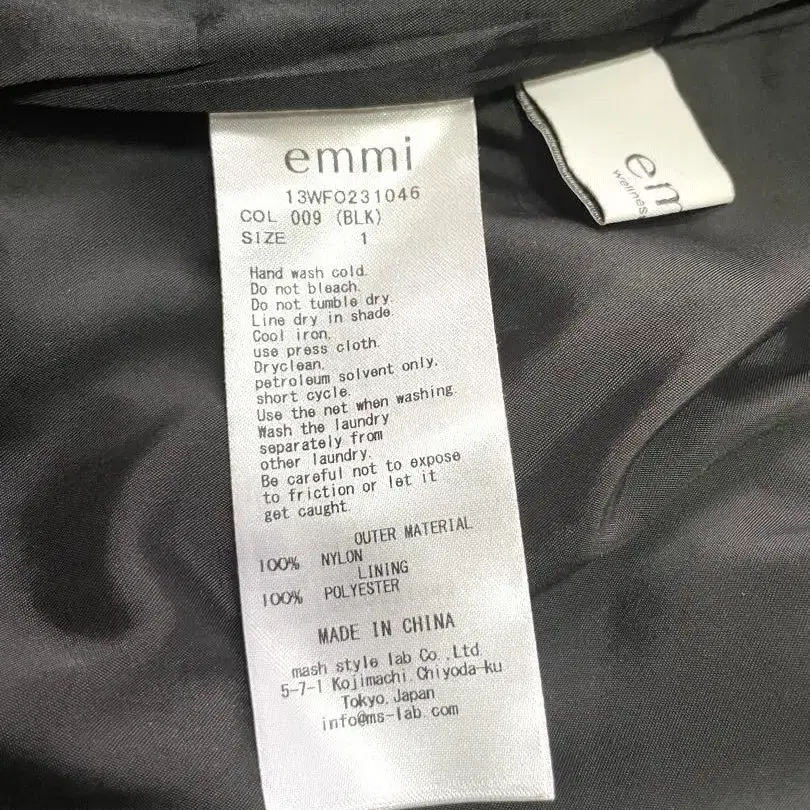 emmi
13WFO231046
COL 009 (BLK)
SIZE 1
Hand wash cold.
Do not bleach.
Do not tumble dry.
Line dry in shade.
Cool iron,
use press cloth.
Dryclean,
petroleum solvent only.
short cycle.
Use the net when washing.
Wash the laundry
separately from
other laundry.
Be careful not to expose
to friction or let it
get caught.
OUTER MATERIAL
100% NYLON
LINING
100% POLYESTER
MADE IN CHINA
mash style lab Co.,Ltd.
5-7-1 Kojimachi.Chiyoda-ku
Tokyo,Japan
info@ms-lab.com
em
wellness